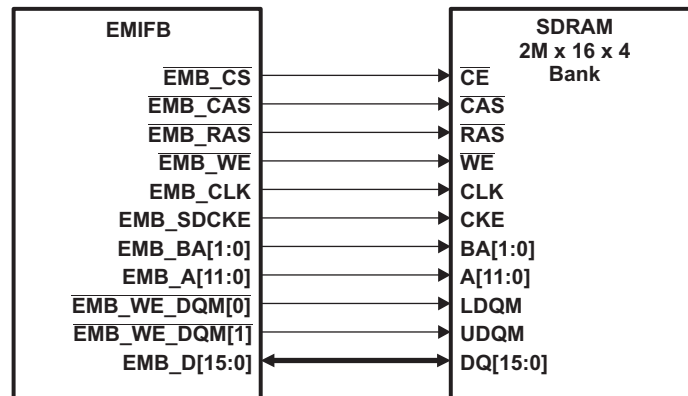 EMIFB
EMB_CS
EMB_CAS
EMB_RAS
EMB_WE
EMB_CLK
EMB_SDCKE
EMB_BA[1:0]
EMB_A[11:0]
EMB_WE_DQM[0]
EMB_WE_DQM[1]
EMB_D[15:0]
SDRAM
2M x 16 x 4
Bank
CE
CAS
RAS
WE
CLK
CKE
BA[1:0]
A[11:0]
LDQM
UDQM
DQ[15:0]